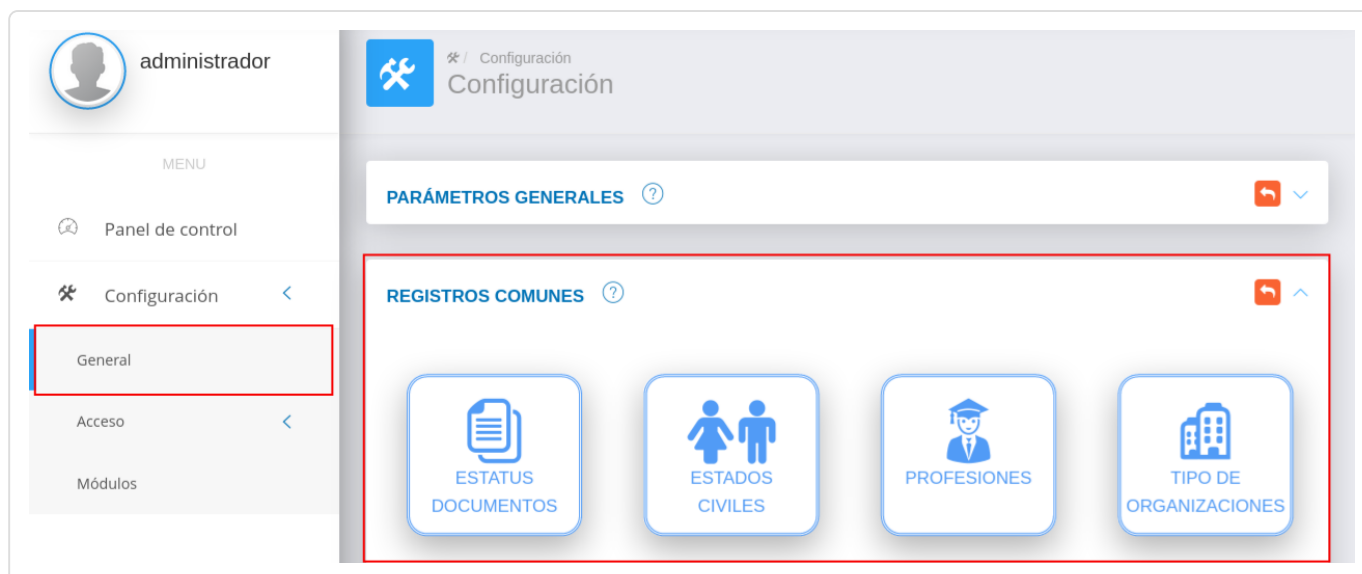 administrador
MENU
Panel de control
Configuración
General
Acceso
Módulos
/ Configuración
Configuración
PARÁMETROS GENERALES ?
REGISTROS COMUNES ?
ESTATUS
DOCUMENTOS
ESTADOS
CIVILES
PROFESIONES
TIPO DE
ORGANIZACIONES